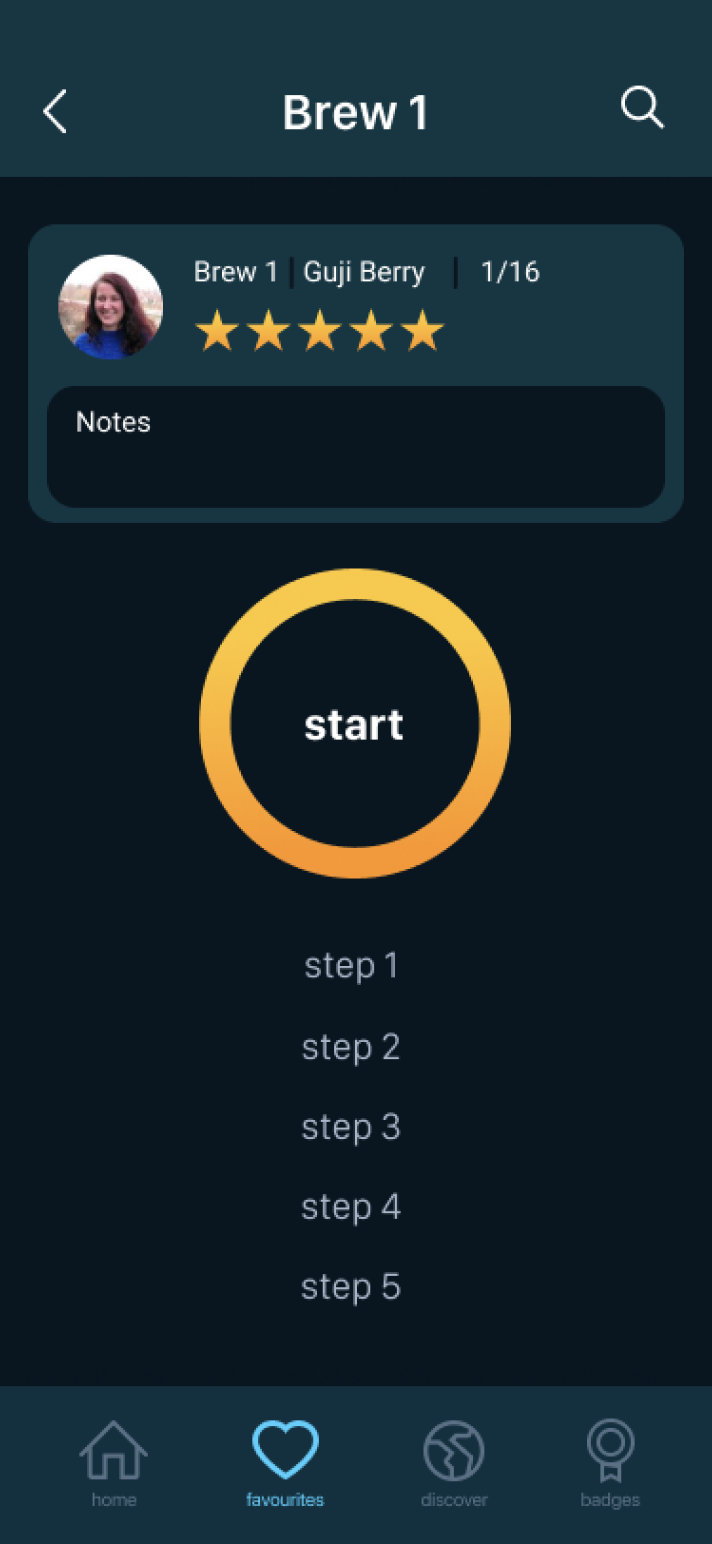 Brew 1
Brew 1 | Guji Berry | 1/16
Notes
start
step 1
step 2
step 3
step 4
step 5
home favourites discover badges